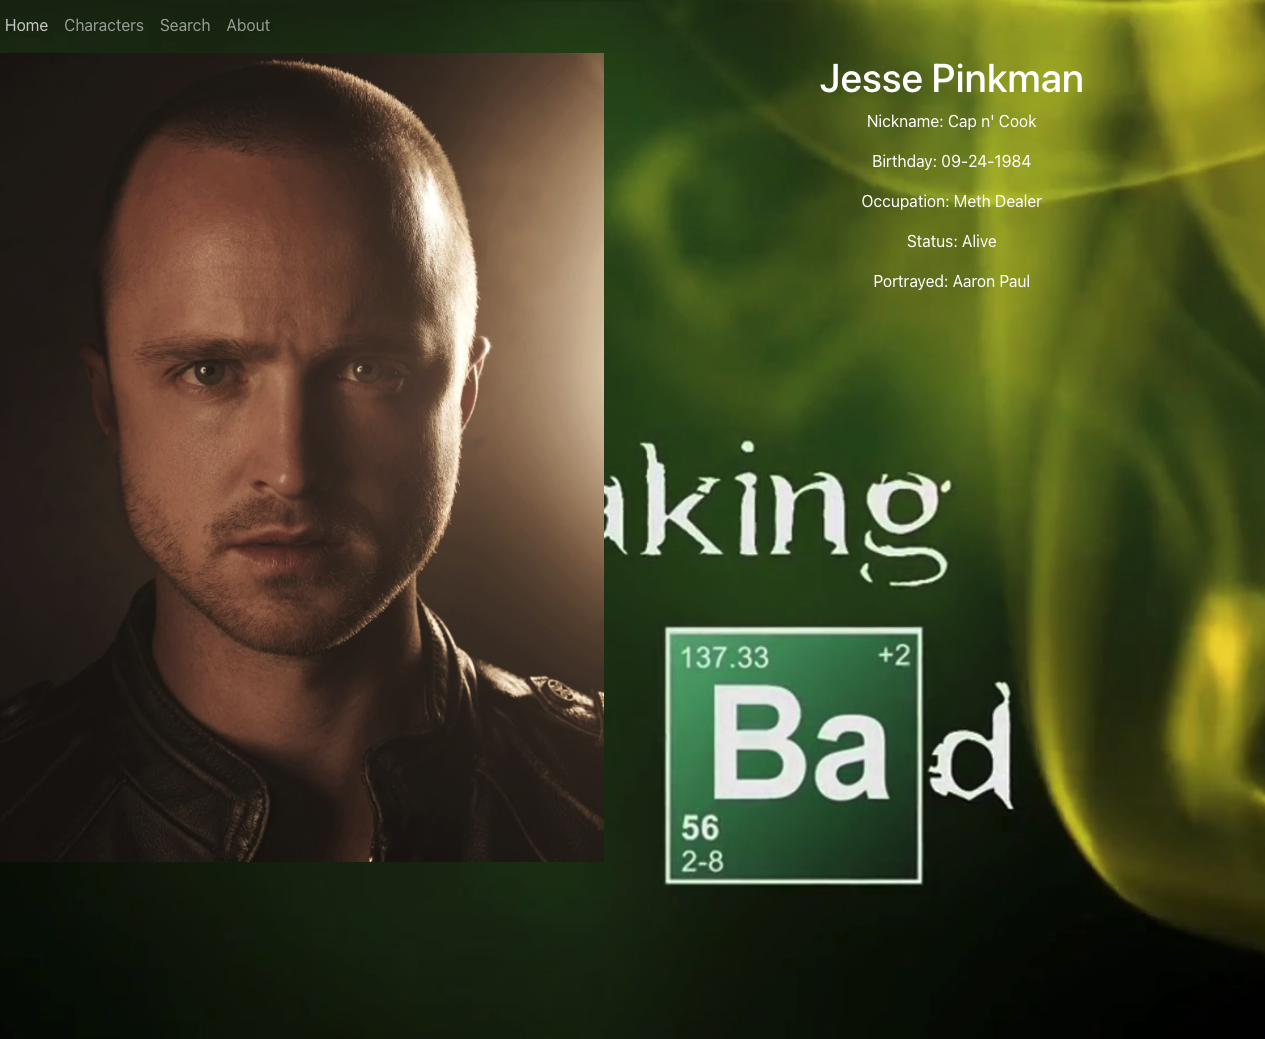 Home Characters Search About
Jesse Pinkman
Nickname: Cap n' Cook
Birthday: 09-24-1984
Occupation: Meth Dealer
Status: Alive
Portrayed: Aaron Paul
aking
137.33 +2
Bad
56
2-8